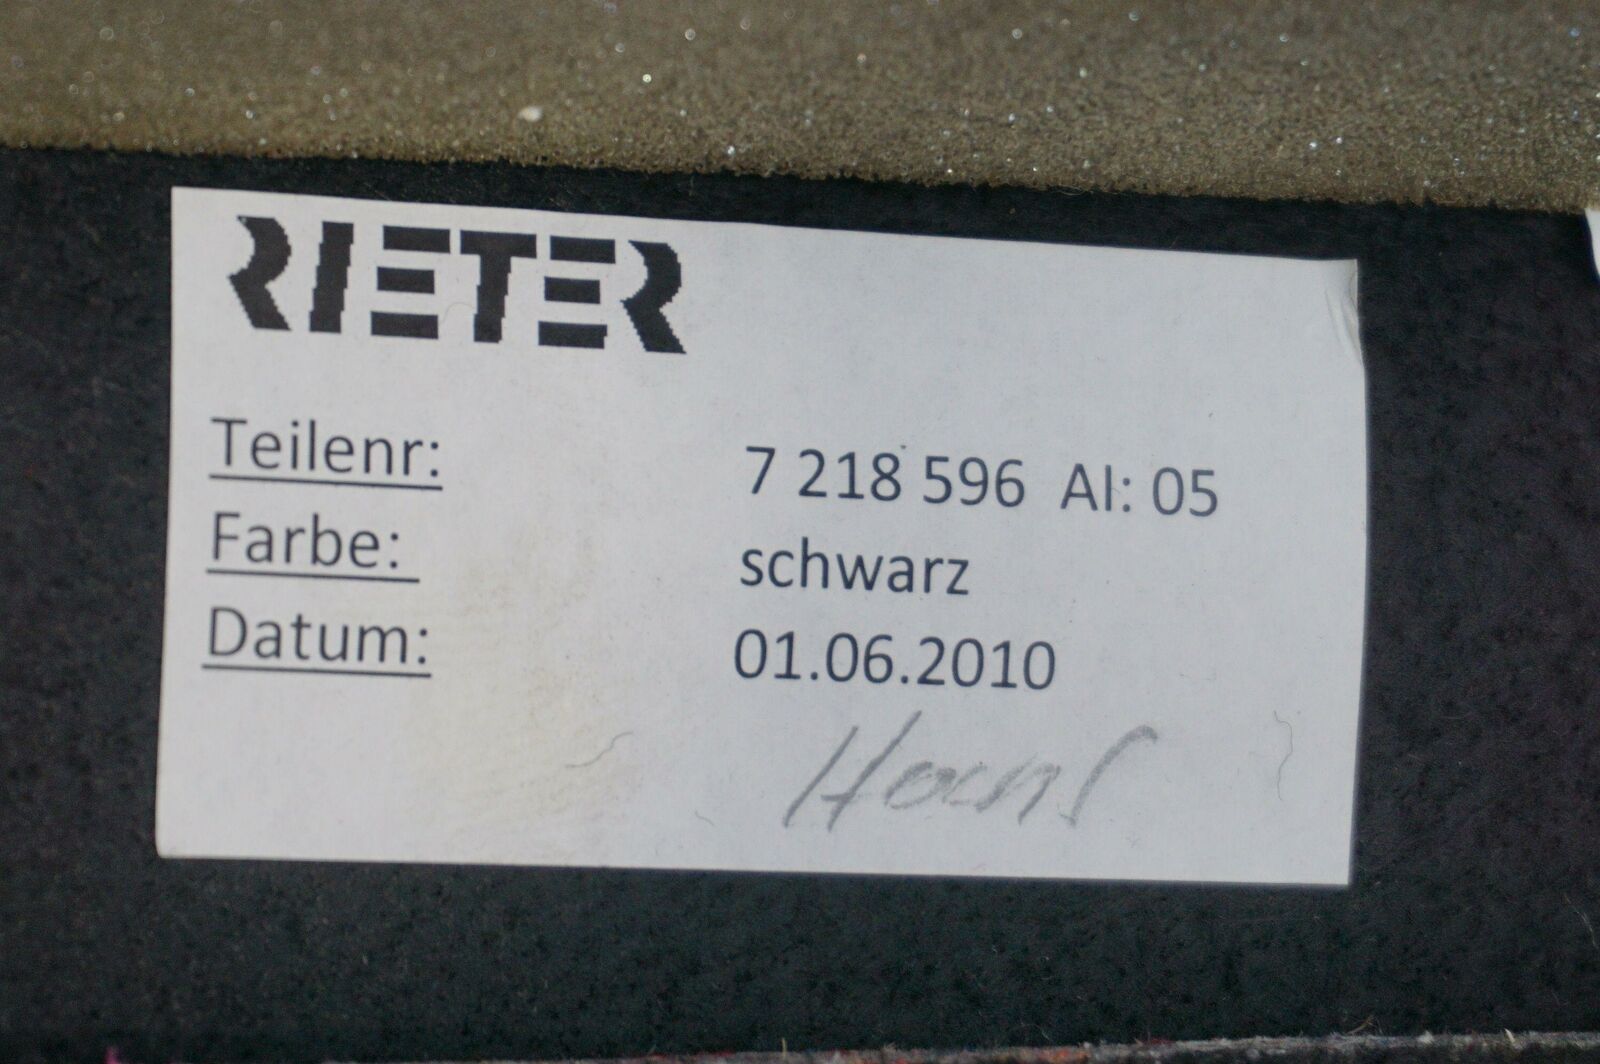 RIETER
Teilenr: 7 218 596 AI: 05
Farbe: schwarz
Datum: 01.06.2010